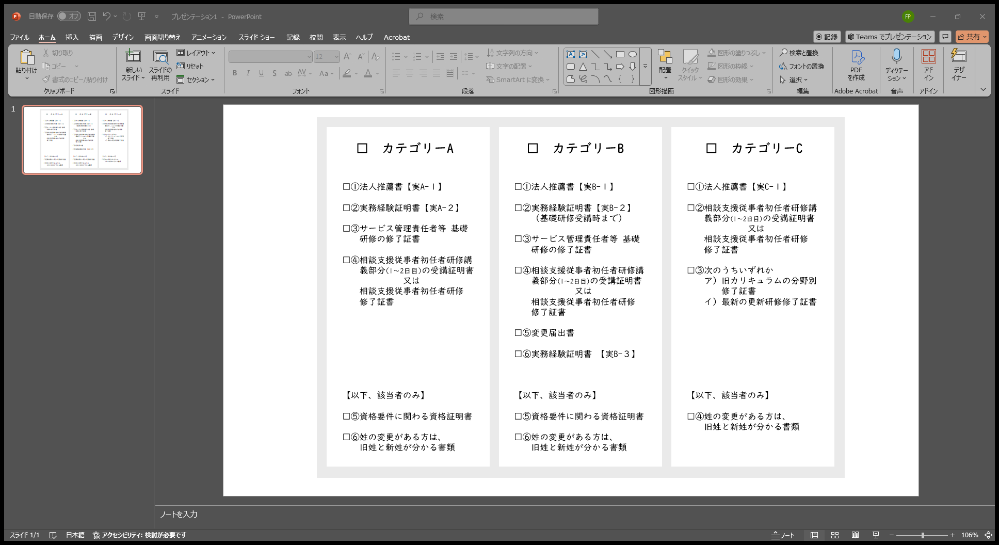 自動保存 オフ プレゼンテーション1 - PowerPoint 検索 FP
ファイル ホーム 挿入 描画 デザイン 画面切り替え アニメーション スライド ショー 記録 校閲 表示 ヘルプ Acrobat 記録 Teams でプレゼンテーション 共有
貼り付け
切り取り
コピー
書式のコピー/貼り付け
クリップボード
新しい
スライド
スライドの
再利用
レイアウト
リセット
セクション
スライド
12
B I U S ab AV Aa A
フォント
文字列の方向
文字の配置
SmartArt に変換
段落
配置
クイック
スタイル
図形の塗りつぶし
図形の枠線
図形の効果
図形描画
検索と置換
フォントの置換
選択
編集
PDF
を作成
Adobe Acrobat
ディクテー
ション
音声
アド
イン
アドイン
デザ
イナー
1
□ カテゴリーA
□①法人推薦書【実A-1】
□②実務経験証明書【実A-2】
□③サービス管理責任者等 基礎
研修の修了証書
□④相談支援従事者初任者研修講
義部分(1~2日目)の受講証明書
又は
相談支援従事者初任者研修
修了証書
【以下、該当者のみ】
□⑤資格要件に関わる資格証明書
□⑥姓の変更がある方は、
旧姓と新姓が分かる書類
□ カテゴリーB
□①法人推薦書【実B-1】
□②実務経験証明書【実B-2】
(基礎研修受講時まで)
□③サービス管理責任者等 基礎
研修の修了証書
□④相談支援従事者初任者研修講
義部分(1~2日目)の受講証明書
又は
相談支援従事者初任者研修
修了証書
□⑤変更届出書
□⑥実務経験証明書 【実B-3】
【以下、該当者のみ】
□⑤資格要件に関わる資格証明書
□⑥姓の変更がある方は、
旧姓と新姓が分かる書類
□ カテゴリーC
□①法人推薦書【実C-1】
□②相談支援従事者初任者研修講
義部分(1~2日目)の受講証明書
又は
相談支援従事者初任者研修
修了証書
□③次のうちいずれか
ア)旧カリキュラムの分野別
修了証書
イ)最新の更新研修修了証書
【以下、該当者のみ】
□④姓の変更がある方は、
旧姓と新姓が分かる書類
ノートを入力
スライド 1/1 日本語 アクセシビリティ: 検討が必要です ノート 106%